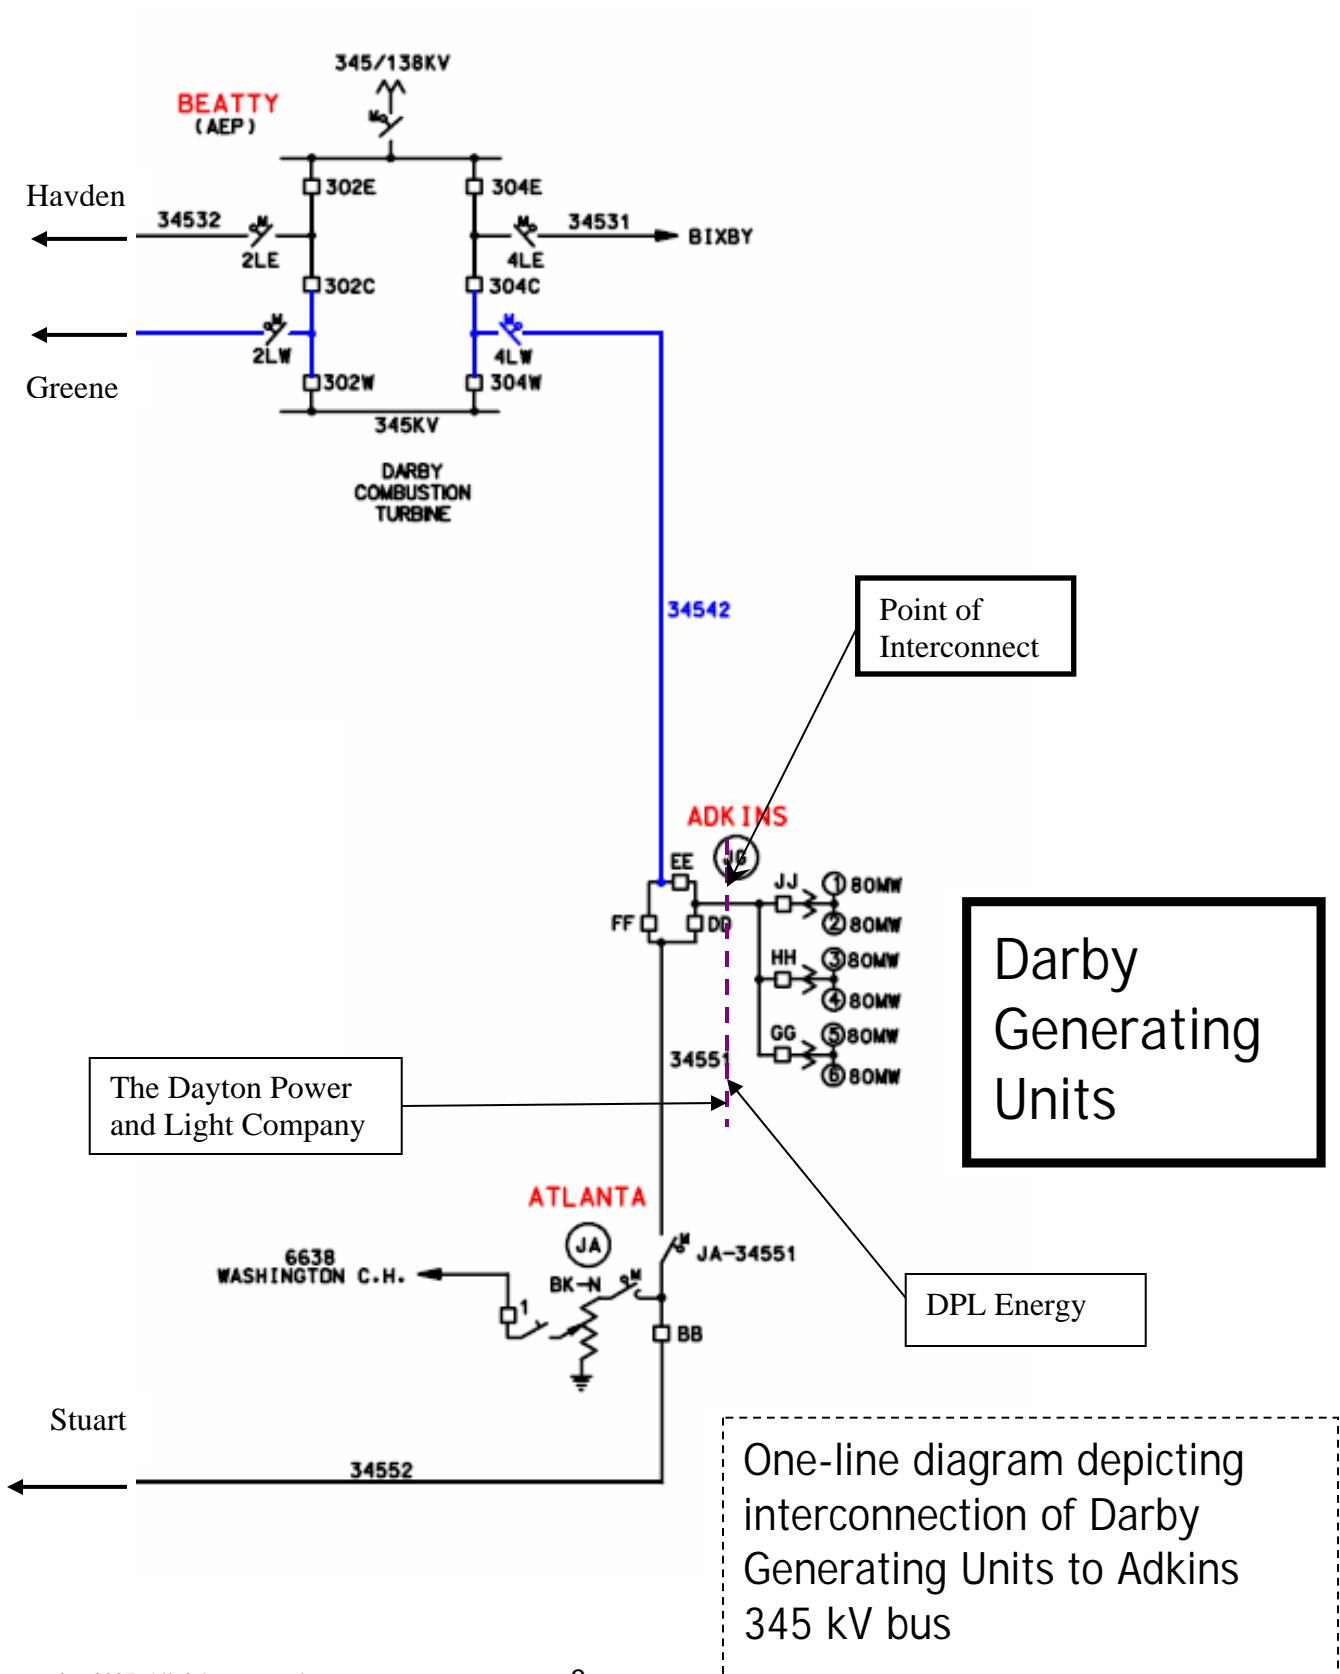 345/138KV
BEATTY
(AEP)
M
302E
304E
Havden
34532
M
2LE
M
4LE
34531
BIXBY
302C
304C
M
2LW
M
4LW
Greene
302W
304W
345KV
DARBY
COMBUSTION
TURBINE
34542
Point of
Interconnect
ADKINS
JG
EE
FF
DD
JJ
1 80MW
2 80MW
HH
3 80MW
4 80MW
GG
5 80MW
6 80MW
Darby
Generating
Units
34551
The Dayton Power
and Light Company
ATLANTA
JA
M
JA-34551
6638
WASHINGTON C.H.
BK-N
M
1
BB
DPL Energy
Stuart
34552
One-line diagram depicting
interconnection of Darby
Generating Units to Adkins
345 kV bus